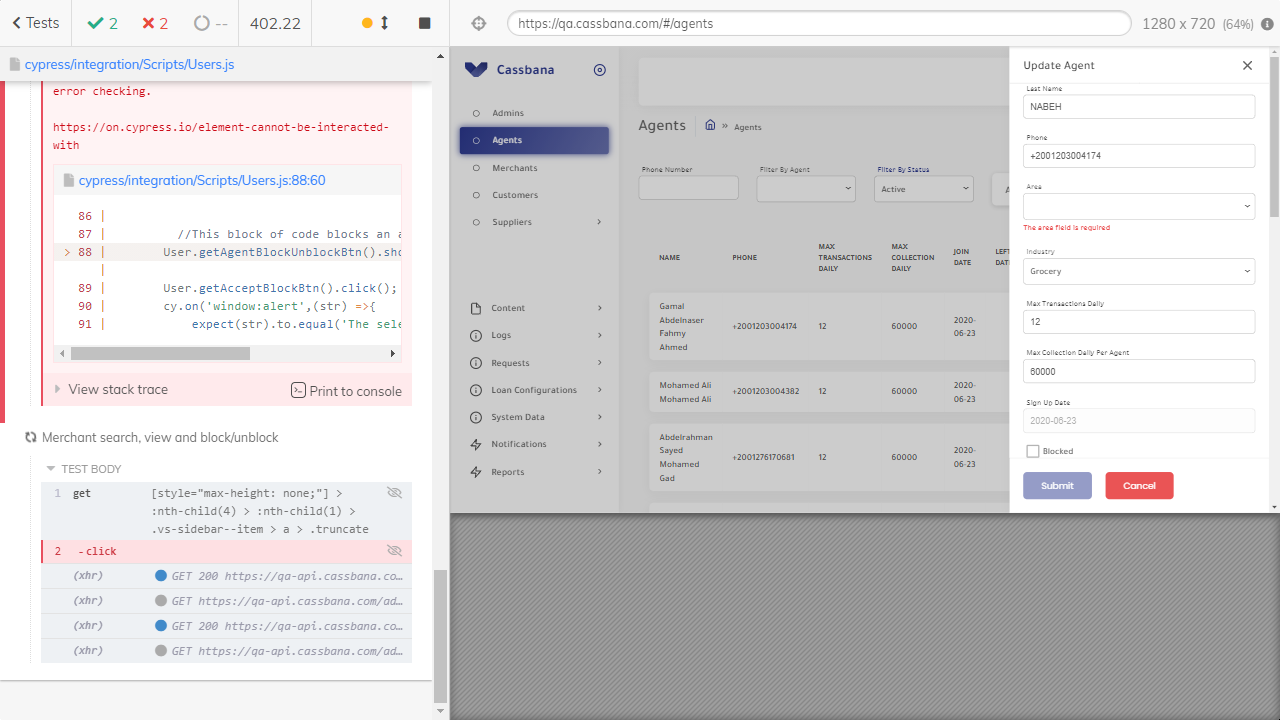 Tests
2
2
--
402.22
https://qa.cassbana.com/#/agents
1280 x 720 (64%)
cypress/integration/Scripts/Users.js
error checking.
https://on.cypress.io/element-cannot-be-interacted-
with
cypress/integration/Scripts/Users.js:88:60
86 |
87 | //This block of code blocks an a
> 88 | User.getAgentBlockUnblockBtn().sho
|
89 | User.getAcceptBlockBtn().click();
90 | cy.on('window:alert',(str) =>{
91 | expect(str).to.equal('The sele
View stack trace
Print to console
Merchant search, view and block/unblock
TEST BODY
1 get [style="max-height: none;"] >
:nth-child(4) > :nth-child(1) >
.vs-sidebar--item > a > .truncate
2 -click
(xhr) GET 200 https://qa-api.cassbana.co…
(xhr) GET https://qa-api.cassbana.com/ad…
(xhr) GET 200 https://qa-api.cassbana.co…
(xhr) GET https://qa-api.cassbana.com/ad…
Cassbana
Admins
Agents
Merchants
Customers
Suppliers
Content
Logs
Requests
Loan Configurations
System Data
Notifications
Reports
Agents
» Agents
Phone Number
Filter By Agent
Filter By Status
Active
A
NAME
PHONE
MAX TRANSACTIONS DAILY
MAX COLLECTION DAILY
JOIN DATE
LEFT DAT
Gamal Abdelnaser Fahmy Ahmed
+2001203004174
12
60000
2020-06-23
Mohamed Ali Mohamed Ali
+2001203004382
12
60000
2020-06-23
Abdelrahman Sayed Mohamed Gad
+2001276170681
12
60000
2020-06-23
Update Agent
Last Name
NABEH
Phone
+2001203004174
Area
The area field is required
Industry
Grocery
Max Transactions Daily
12
Max Collection Daily Per Agent
60000
Sign Up Date
2020-06-23
Blocked
Submit
Cancel